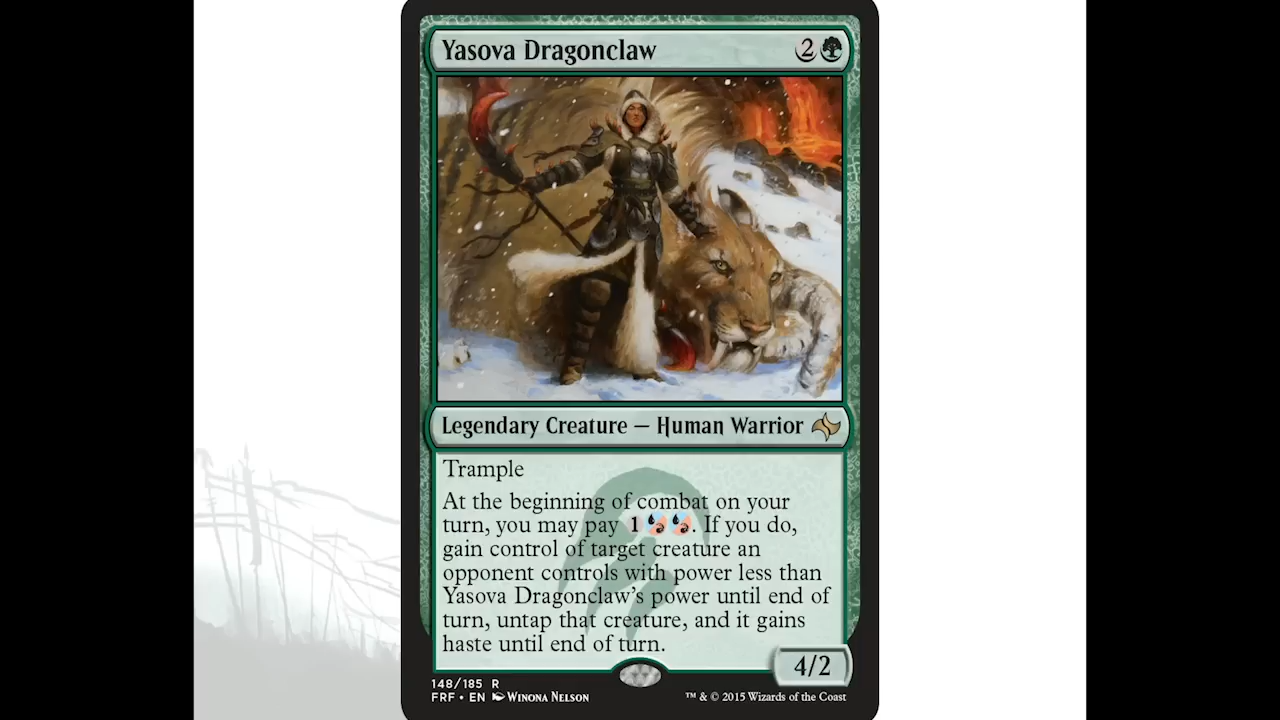 Yasova Dragonclaw 2
Legendary Creature — Human Warrior
Trample
At the beginning of combat on your
turn, you may pay 1 . If you do,
gain control of target creature an
opponent controls with power less than
Yasova Dragonclaw's power until end of
turn, untap that creature, and it gains
haste until end of turn.
4/2
148/185 R
FRF • EN Winona Nelson
™ & © 2015 Wizards of the Coast